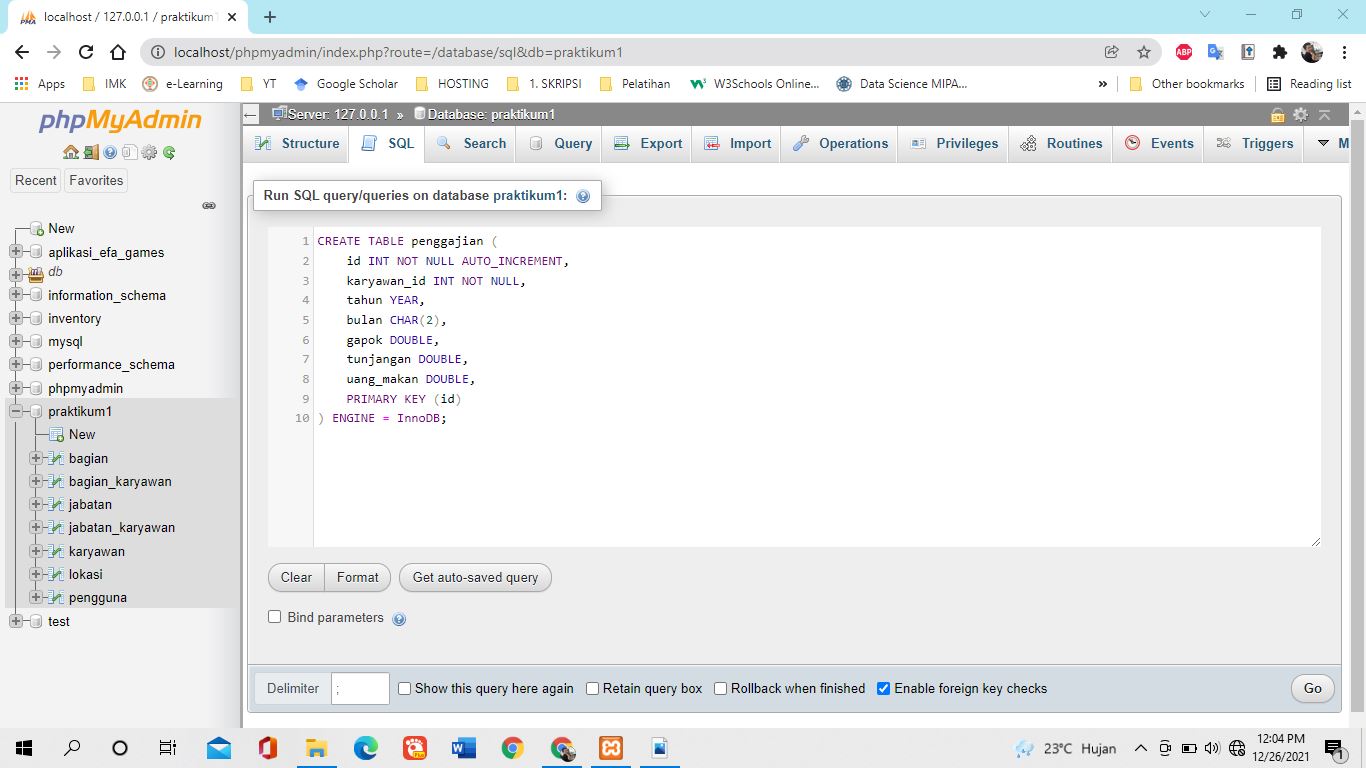 localhost / 127.0.0.1 / praktikum1
localhost/phpmyadmin/index.php?route=/database/sql&db=praktikum1
ABP
Apps IMK e-Learning YT Google Scholar HOSTING 1. SKRIPSI Pelatihan W3Schools Online... Data Science MIPA... » Other bookmarks Reading list
phpMyAdmin
Recent Favorites
New
aplikasi_efa_games
db
information_schema
inventory
mysql
performance_schema
phpmyadmin
praktikum1
New
bagian
bagian_karyawan
jabatan
jabatan_karyawan
karyawan
lokasi
pengguna
test
Server: 127.0.0.1 » Database: praktikum1
Structure SQL Search Query Export Import Operations Privileges Routines Events Triggers M
Run SQL query/queries on database praktikum1:
1 CREATE TABLE penggajian (
2 id INT NOT NULL AUTO_INCREMENT,
3 karyawan_id INT NOT NULL,
4 tahun YEAR,
5 bulan CHAR(2),
6 gapok DOUBLE,
7 tunjangan DOUBLE,
8 uang_makan DOUBLE,
9 PRIMARY KEY (id)
10 ) ENGINE = InnoDB;
Clear Format Get auto-saved query
Bind parameters
Delimiter ; Show this query here again Retain query box Rollback when finished Enable foreign key checks Go
23°C Hujan
12:04 PM
12/26/2021
1